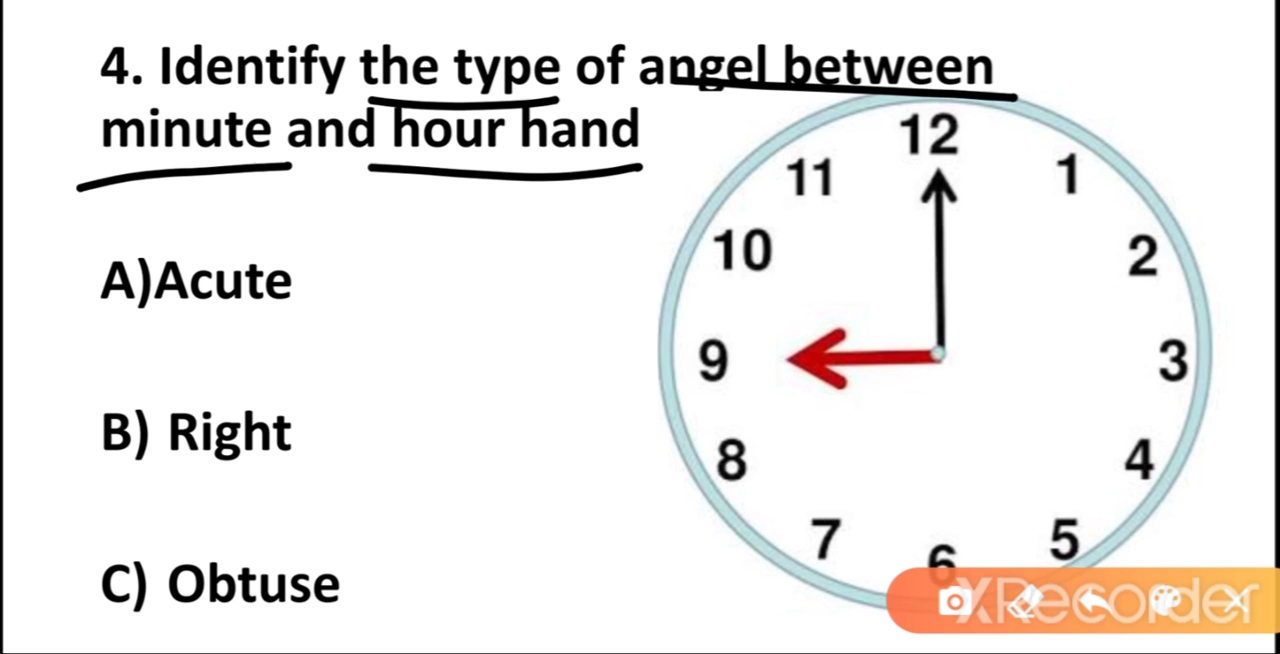 4. Identify the type of angel between
minute and hour hand
A)Acute
B) Right
C) Obtuse
12
11
1
10
2
9
3
8
4
7
5
6
XRecorder